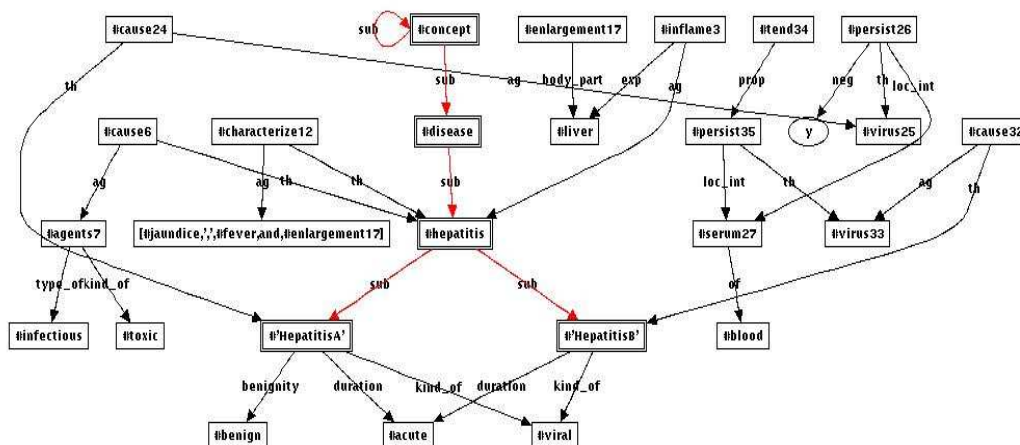 #cause24
#concept
#enlargement17
#inflame3
#tend34
#persist26
sub
th
sub
ag
body_part
exp
ag
prop
neg
th
loc_int
#cause6
#characterize12
#disease
#liver
#persist35
y
#virus25
#cause32
ag
th
ag
th
sub
loc_int
th
ag
th
#agents7
[#jaundice,',',#fever,and,#enlargement17]
#hepatitis
#serum27
#virus33
type_of
kind_of
sub
sub
of
#infectious
#toxic
#'HepatitisA'
#'HepatitisB'
#blood
benignity
duration
kind_of
duration
kind_of
#benign
#acute
#viral